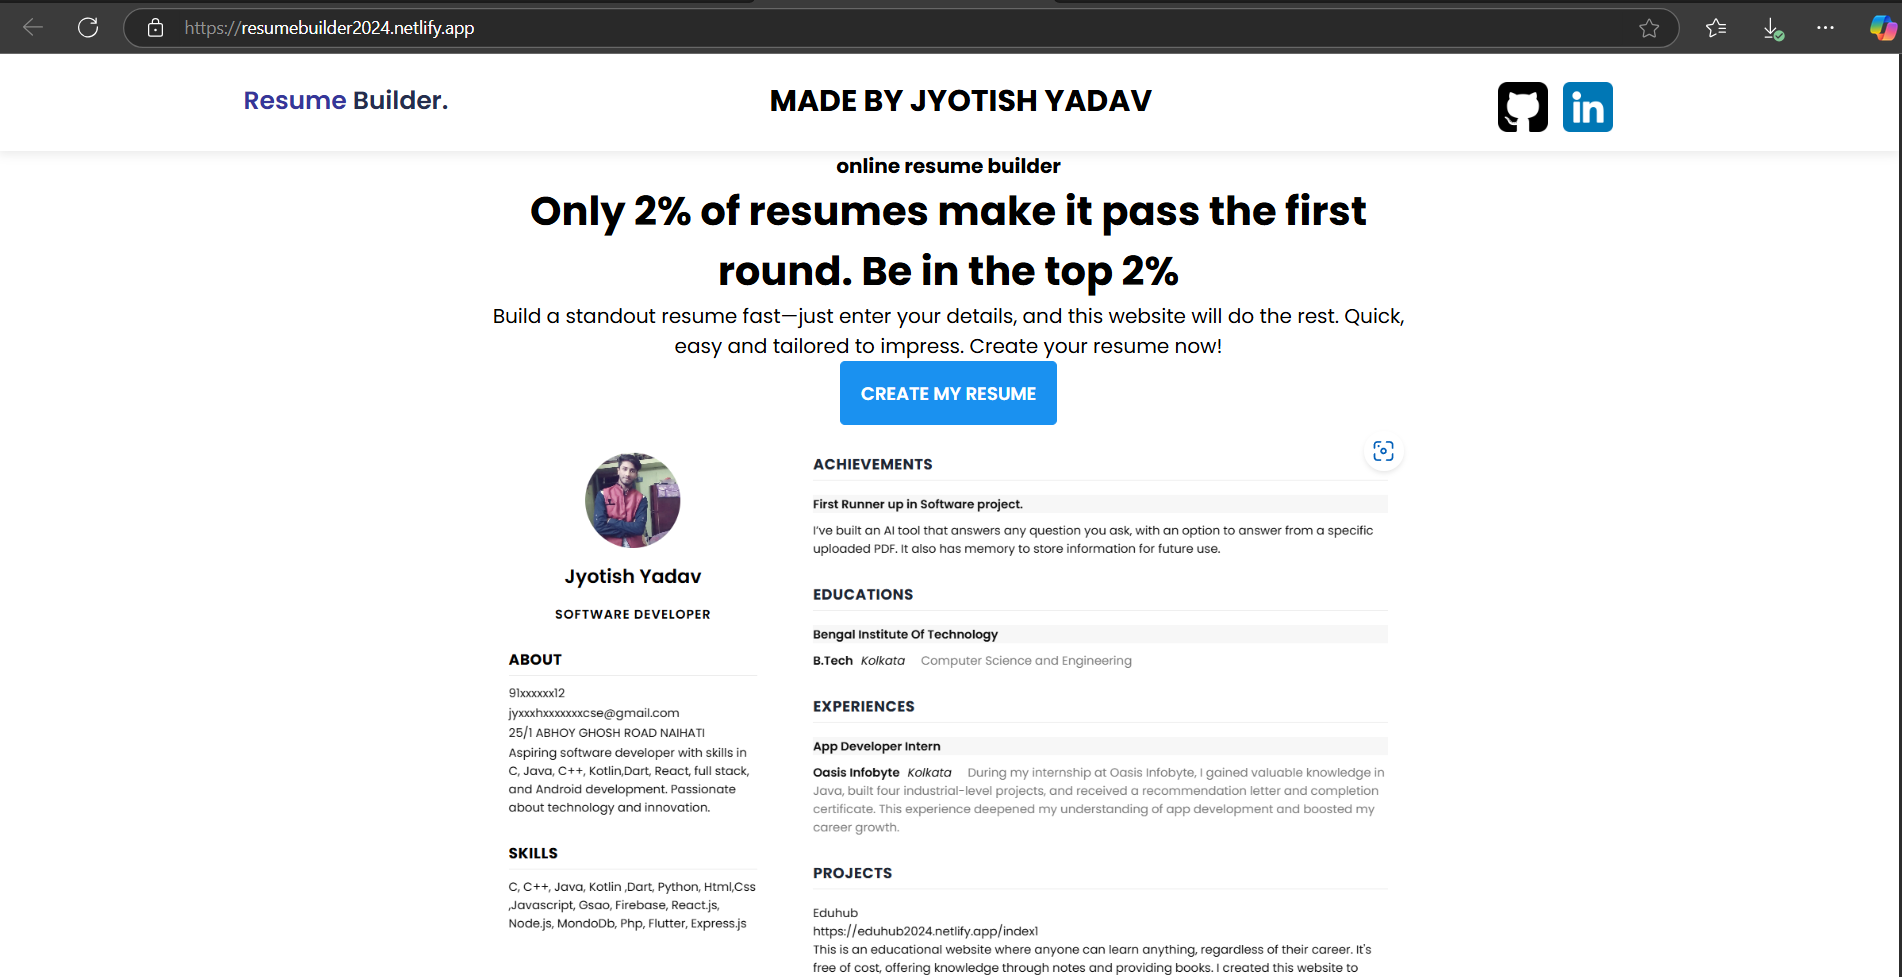 https://resumebuilder2024.netlify.app
Resume Builder.
MADE BY JYOTISH YADAV
in
online resume builder
Only 2% of resumes make it pass the first
round. Be in the top 2%
Build a standout resume fast—just enter your details, and this website will do the rest. Quick,
easy and tailored to impress. Create your resume now!
CREATE MY RESUME
Jyotish Yadav
SOFTWARE DEVELOPER
ABOUT
91xxxxxx12
jyxxxhxxxxxxxcse@gmail.com
25/1 ABHOY GHOSH ROAD NAIHATI
Aspiring software developer with skills in
C, Java, C++, Kotlin,Dart, React, full stack,
and Android development. Passionate
about technology and innovation.
SKILLS
C, C++, Java, Kotlin ,Dart, Python, Html,Css
,Javascript, Gsao, Firebase, React.js,
Node.js, MondoDb, Php, Flutter, Express.js
ACHIEVEMENTS
First Runner up in Software project.
I've built an AI tool that answers any question you ask, with an option to answer from a specific
uploaded PDF. It also has memory to store information for future use.
EDUCATIONS
Bengal Institute Of Technology
B.Tech Kolkata Computer Science and Engineering
EXPERIENCES
App Developer Intern
Oasis Infobyte Kolkata During my internship at Oasis Infobyte, I gained valuable knowledge in
Java, built four industrial-level projects, and received a recommendation letter and completion
certificate. This experience deepened my understanding of app development and boosted my
career growth.
PROJECTS
Eduhub
https://eduhub2024.netlify.app/index1
This is an educational website where anyone can learn anything, regardless of their career. It's
free of cost, offering knowledge through notes and providing books. I created this website to